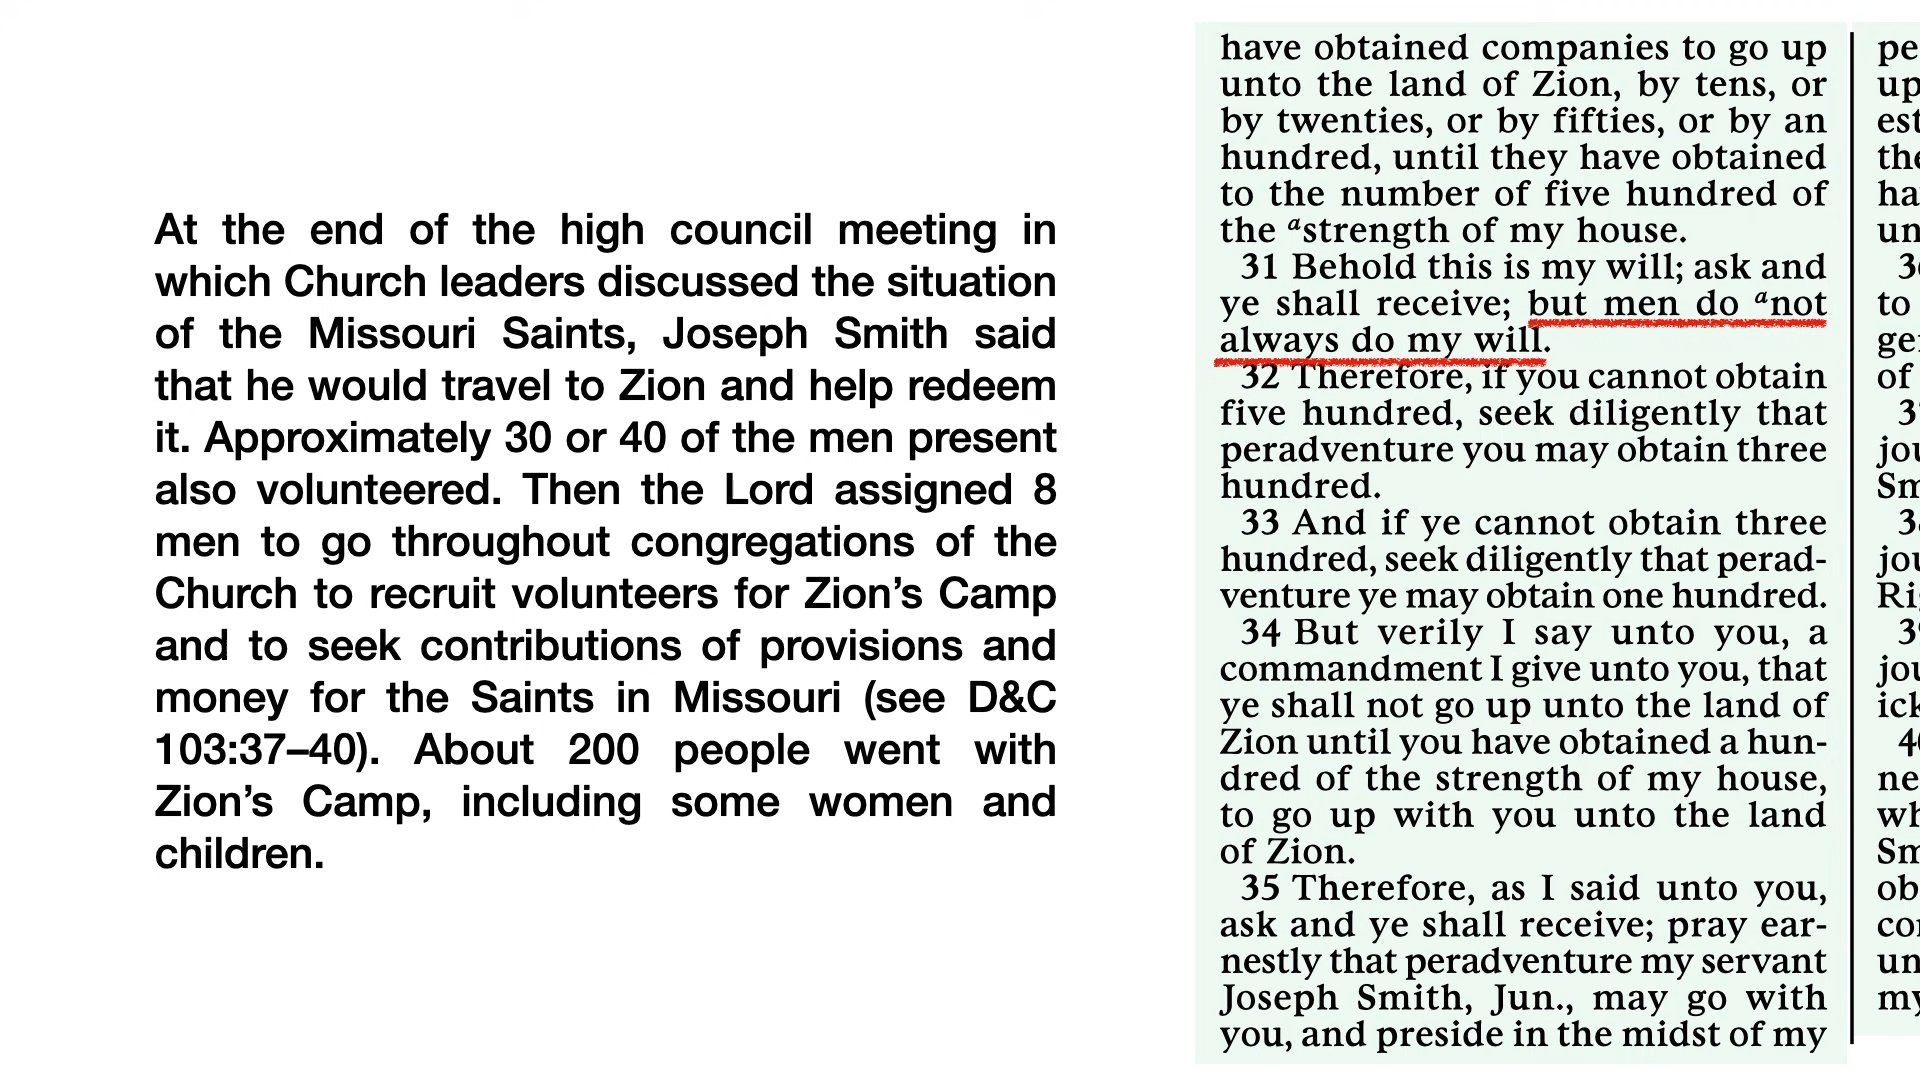 At the end of the high council meeting in
which Church leaders discussed the situation
of the Missouri Saints, Joseph Smith said
that he would travel to Zion and help redeem
it. Approximately 30 or 40 of the men present
also volunteered. Then the Lord assigned 8
men to go throughout congregations of the
Church to recruit volunteers for Zion’s Camp
and to seek contributions of provisions and
money for the Saints in Missouri (see D&C
103:37–40). About 200 people went with
Zion’s Camp, including some women and
children.
have obtained companies to go up
unto the land of Zion, by tens, or
by twenties, or by fifties, or by an
hundred, until they have obtained
to the number of five hundred of
the astrength of my house.
31 Behold this is my will; ask and
ye shall receive; but men do anot
always do my will.
32 Therefore, if you cannot obtain
five hundred, seek diligently that
peradventure you may obtain three
hundred.
33 And if ye cannot obtain three
hundred, seek diligently that perad-
venture ye may obtain one hundred.
34 But verily I say unto you, a
commandment I give unto you, that
ye shall not go up unto the land of
Zion until you have obtained a hun-
dred of the strength of my house,
to go up with you unto the land
of Zion.
35 Therefore, as I said unto you,
ask and ye shall receive; pray ear-
nestly that peradventure my servant
Joseph Smith, Jun., may go with
you, and preside in the midst of my